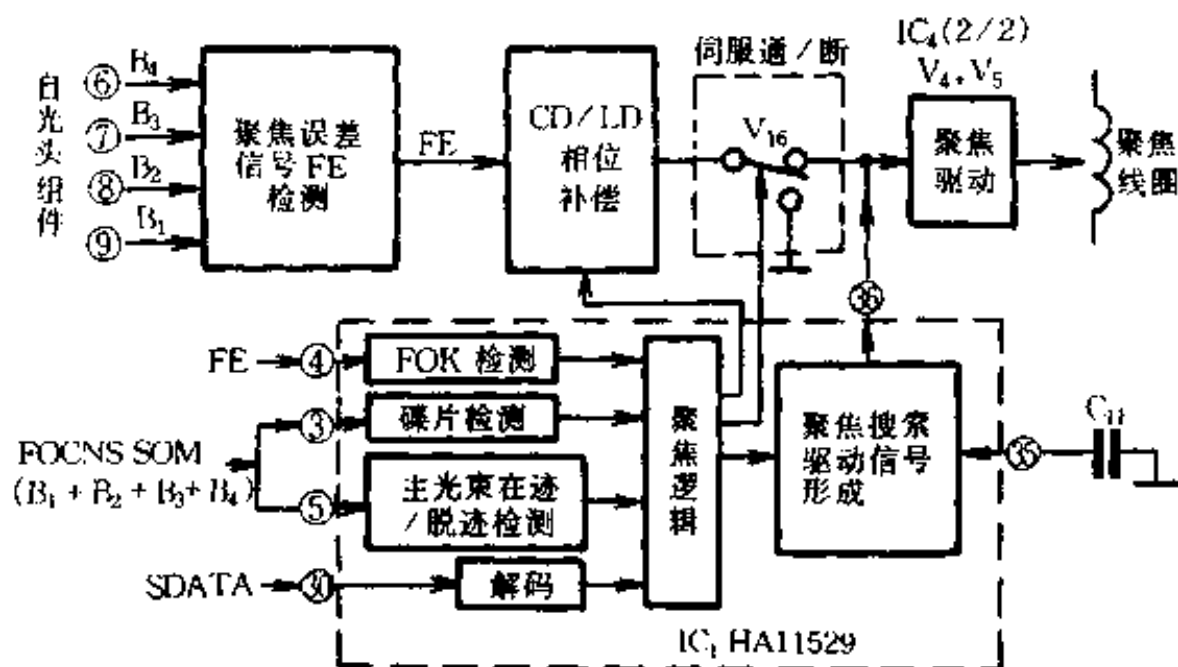 自光头组件
⑥ B₄
⑦ B₃
⑧ B₂
⑨ B₁
聚焦误差
信号FE
检测
FE
CD/LD
相位
补偿
伺服通/断
V₁₆
IC₄(2/2)
V₄,V₅
聚焦
驱动
聚焦
线圈
㊱
FE ④
FOK 检测
③
碟片检测
FOCNS SOM
(B₁+B₂+B₃+B₄)
⑤
主光束在迹
/脱迹检测
SDATA ㉚
解码
聚焦逻辑
聚焦搜索
驱动信号
形成
㉟
IC₁ HA11529